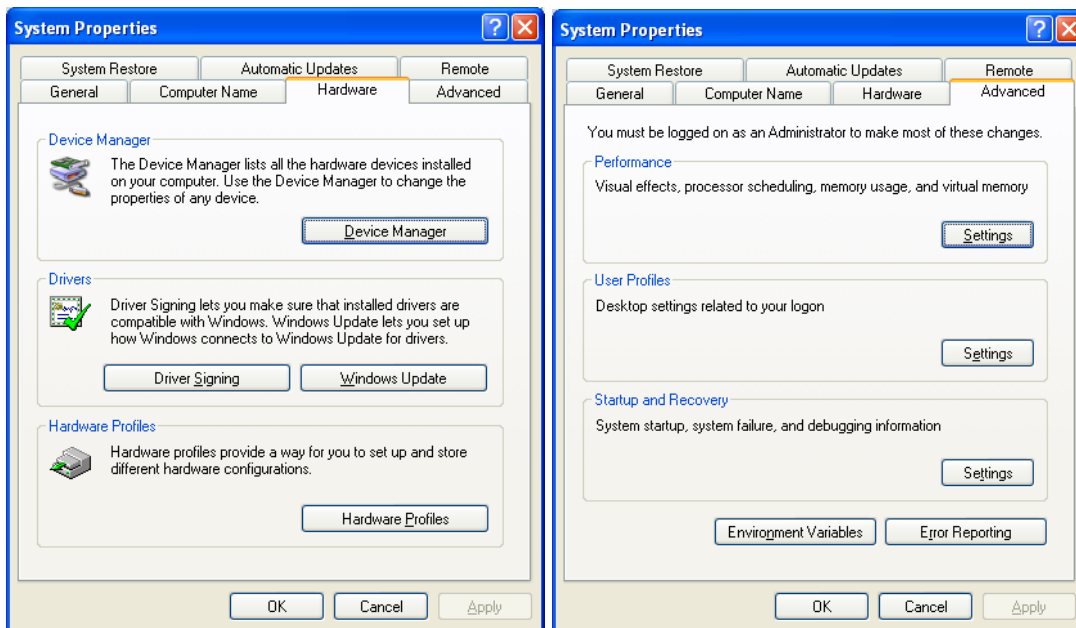 System Properties
System Restore Automatic Updates Remote
General Computer Name Hardware Advanced
Device Manager
The Device Manager lists all the hardware devices installed
on your computer. Use the Device Manager to change the
properties of any device.
Device Manager
Drivers
Driver Signing lets you make sure that installed drivers are
compatible with Windows. Windows Update lets you set up
how Windows connects to Windows Update for drivers.
Driver Signing Windows Update
Hardware Profiles
Hardware profiles provide a way for you to set up and store
different hardware configurations.
Hardware Profiles
OK Cancel Apply
System Properties
System Restore Automatic Updates Remote
General Computer Name Hardware Advanced
You must be logged on as an Administrator to make most of these changes.
Performance
Visual effects, processor scheduling, memory usage, and virtual memory
Settings
User Profiles
Desktop settings related to your logon
Settings
Startup and Recovery
System startup, system failure, and debugging information
Settings
Environment Variables Error Reporting
OK Cancel Apply